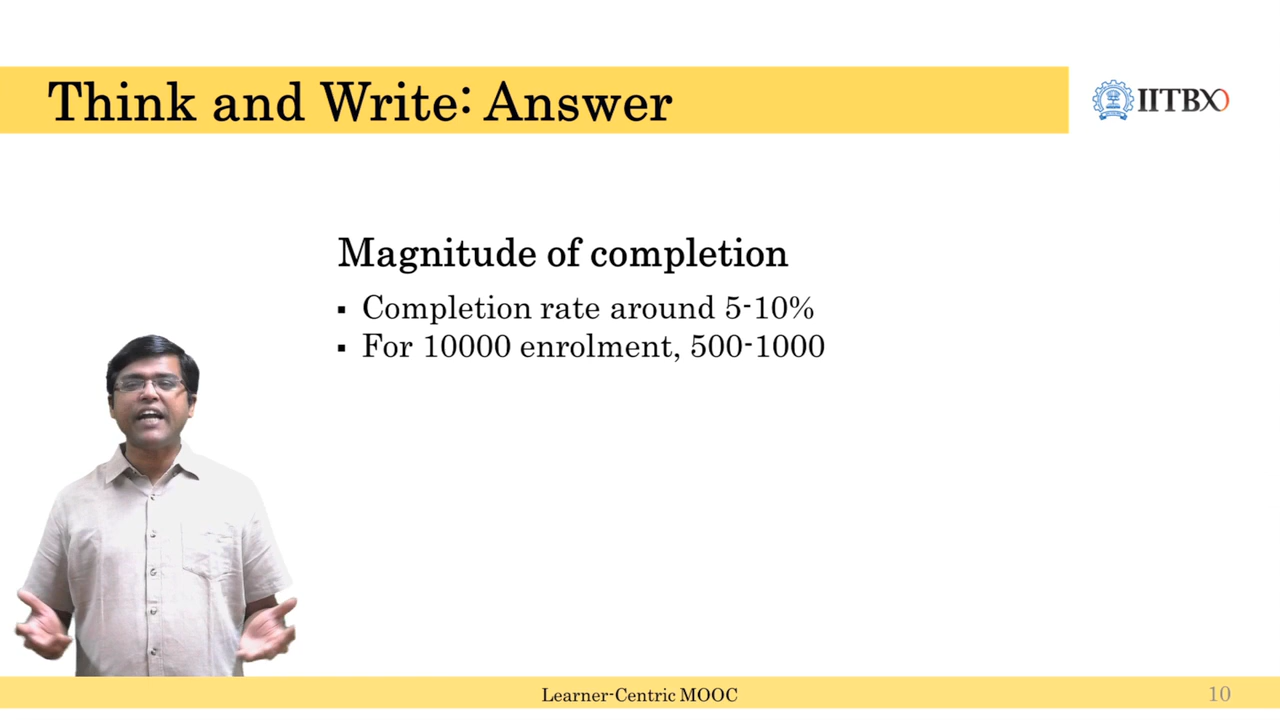 Think and Write: Answer
IITBX
Magnitude of completion
▪ Completion rate around 5-10%
▪ For 10000 enrolment, 500-1000
Learner-Centric MOOC
10